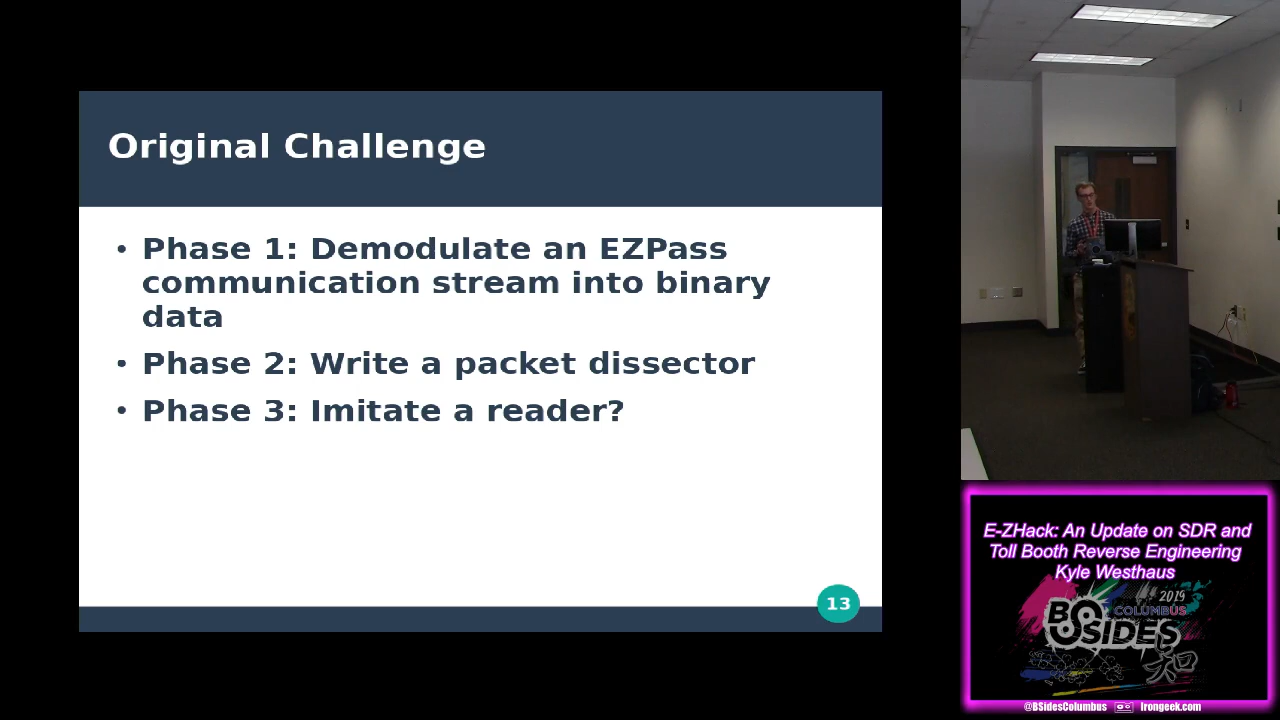 Original Challenge
• Phase 1: Demodulate an EZPass
communication stream into binary
data
• Phase 2: Write a packet dissector
• Phase 3: Imitate a reader?
13
E-ZHack: An Update on SDR and
Toll Booth Reverse Engineering
Kyle Westhaus
2019
COLUMBUS
BSIDES
@BSidesColumbus
Irongeek.com